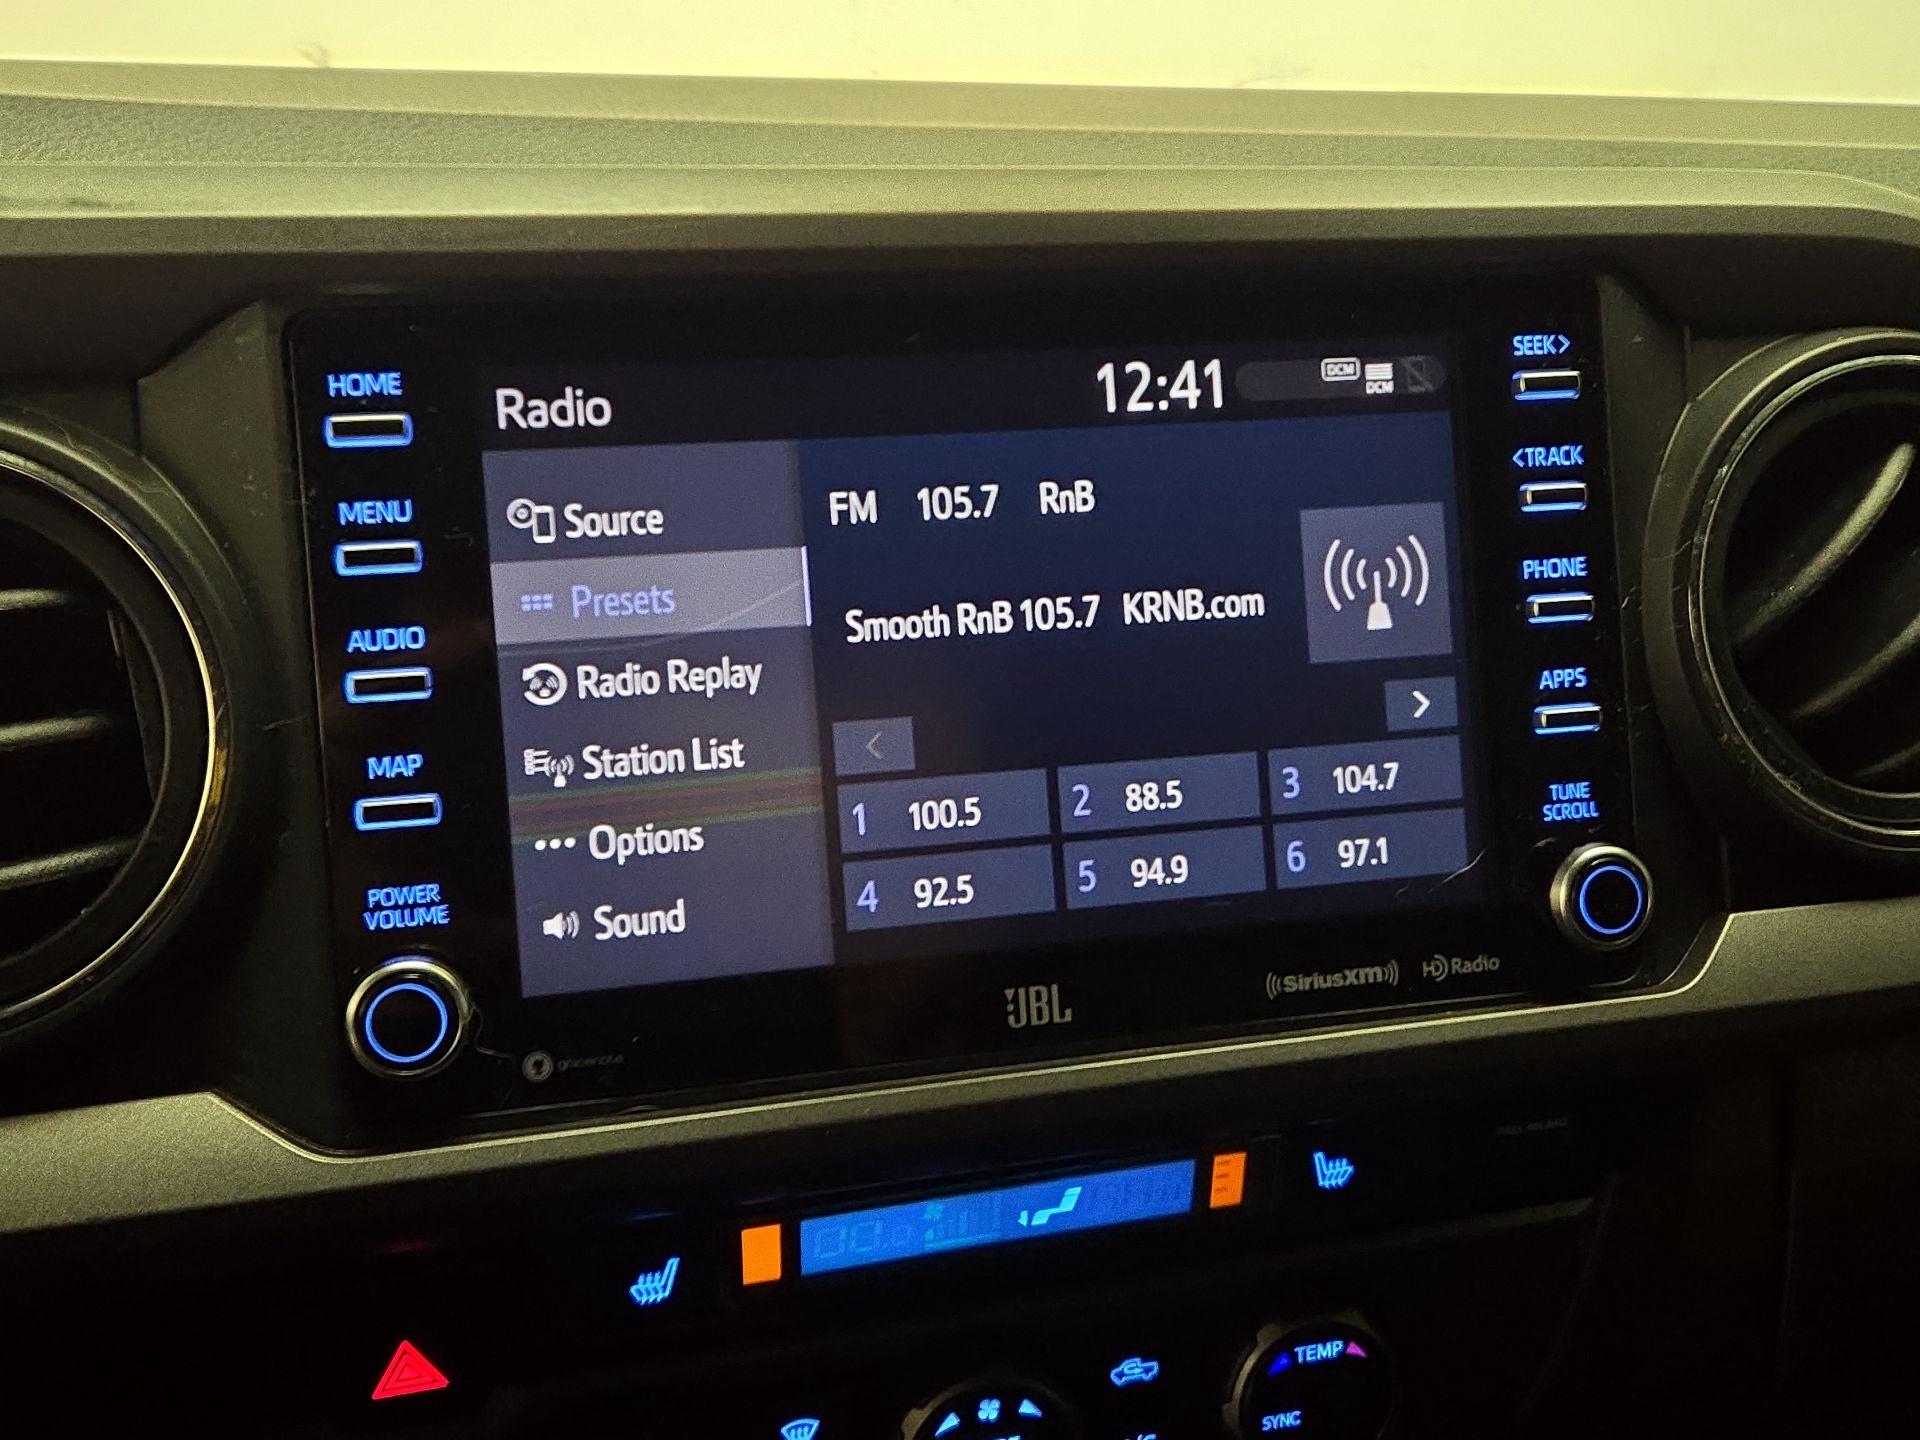 HOME
MENU
AUDIO
MAP
POWER
VOLUME
Radio
12:41
DCM
DCM
Source
Presets
Radio Replay
Station List
Options
Sound
FM 105.7 RnB
Smooth RnB 105.7 KRNB.com
1 100.5
2 88.5
3 104.7
4 92.5
5 94.9
6 97.1
SEEK>
<TRACK
PHONE
APPS
TUNE
SCROLL
gracenote
JBL
SiriusXM
HD Radio
TEMP
SYNC